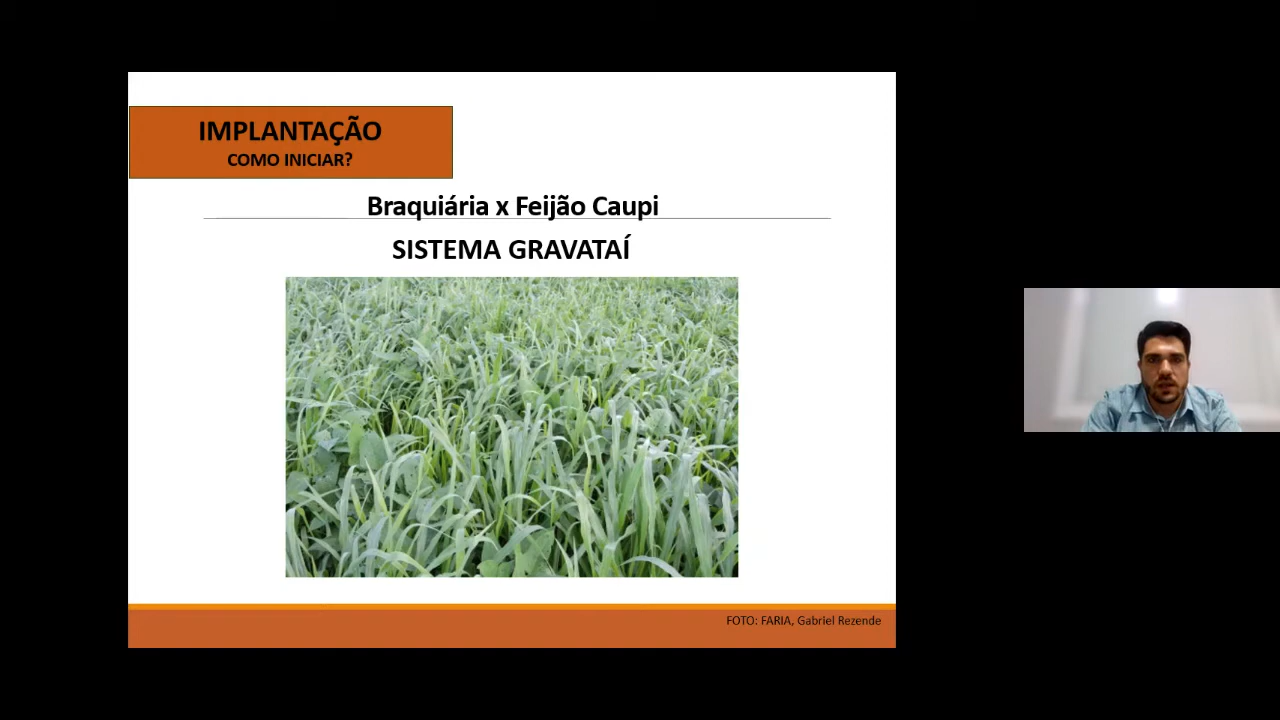 IMPLANTAÇÃO
COMO INICIAR?
Braquiária x Feijão Caupi
SISTEMA GRAVATAÍ
FOTO: FARIA, Gabriel Rezende